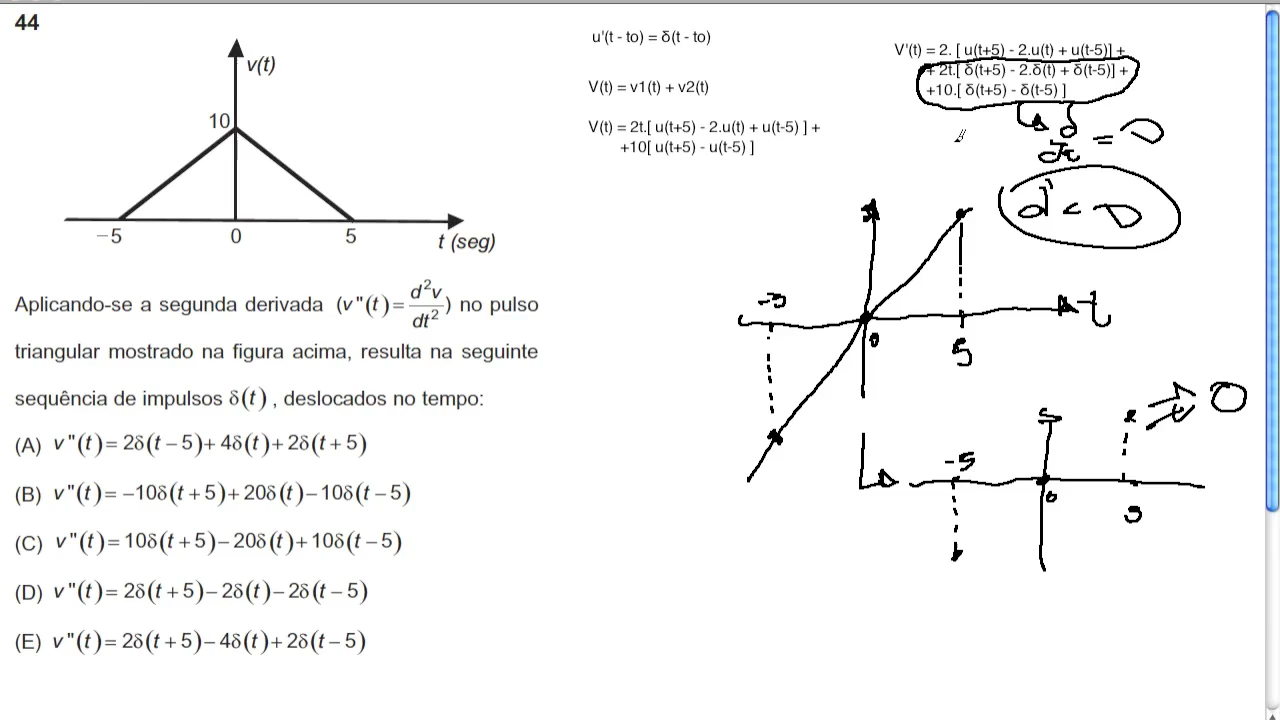 44
v(t)
10
−5 0 5 t (seg)
Aplicando-se a segunda derivada (v"(t)= d²v/dt²) no pulso
triangular mostrado na figura acima, resulta na seguinte
sequência de impulsos δ(t), deslocados no tempo:
(A) v"(t)= 2δ(t−5)+ 4δ(t)+2δ(t+5)
(B) v"(t)= −10δ(t+5)+20δ(t)−10δ(t−5)
(C) v"(t)= 10δ(t+5)−20δ(t)+10δ(t−5)
(D) v"(t)= 2δ(t+5)−2δ(t)−2δ(t−5)
(E) v"(t)= 2δ(t+5)−4δ(t)+2δ(t−5)
u'(t - to) = δ(t - to)
V(t) = v1(t) + v2(t)
V(t) = 2t.[ u(t+5) - 2.u(t) + u(t-5) ] +
+10[ u(t+5) - u(t-5) ]
V'(t) = 2. [ u(t+5) - 2.u(t) + u(t-5)] +
+ 2t.[ δ(t+5) - 2.δ(t) + δ(t-5)] +
+10.[ δ(t+5) - δ(t-5) ]
= 0
-5
t
0
5
0
-5
0
5